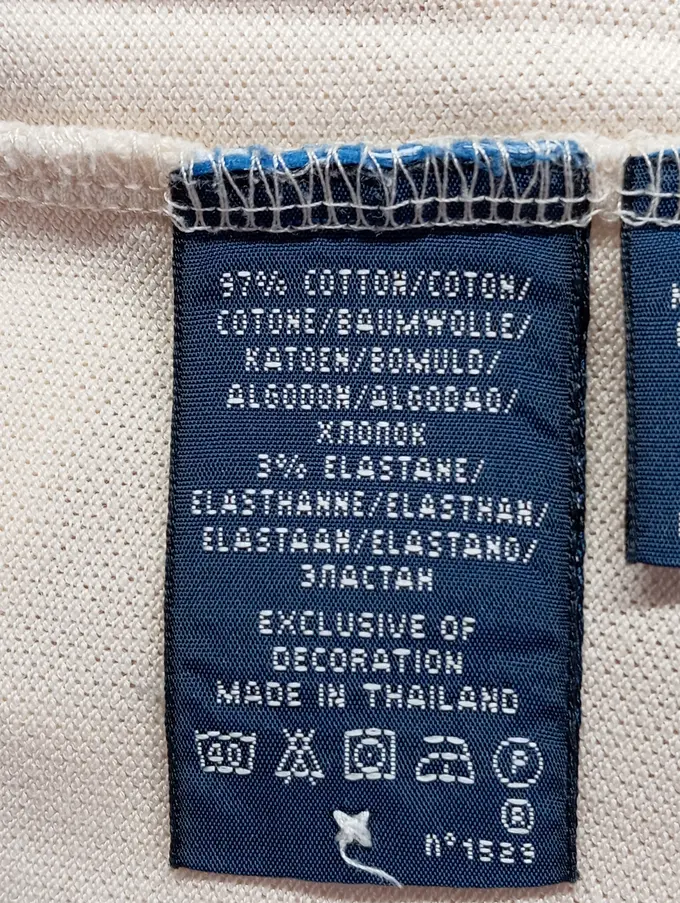 97% COTTON/COTON/
COTONE/BAUMWOLLE/
KATOEN/BOMULD/
ALGODON/ALGODAO/
ХЛОПОК
3% ELASTANE/
ELASTHANNE/ELASTHAN/
ELASTAAN/ELASTANO/
ЭЛАСТАН
EXCLUSIVE OF
DECORATION
MADE IN THAILAND
40 P
R
n°1529